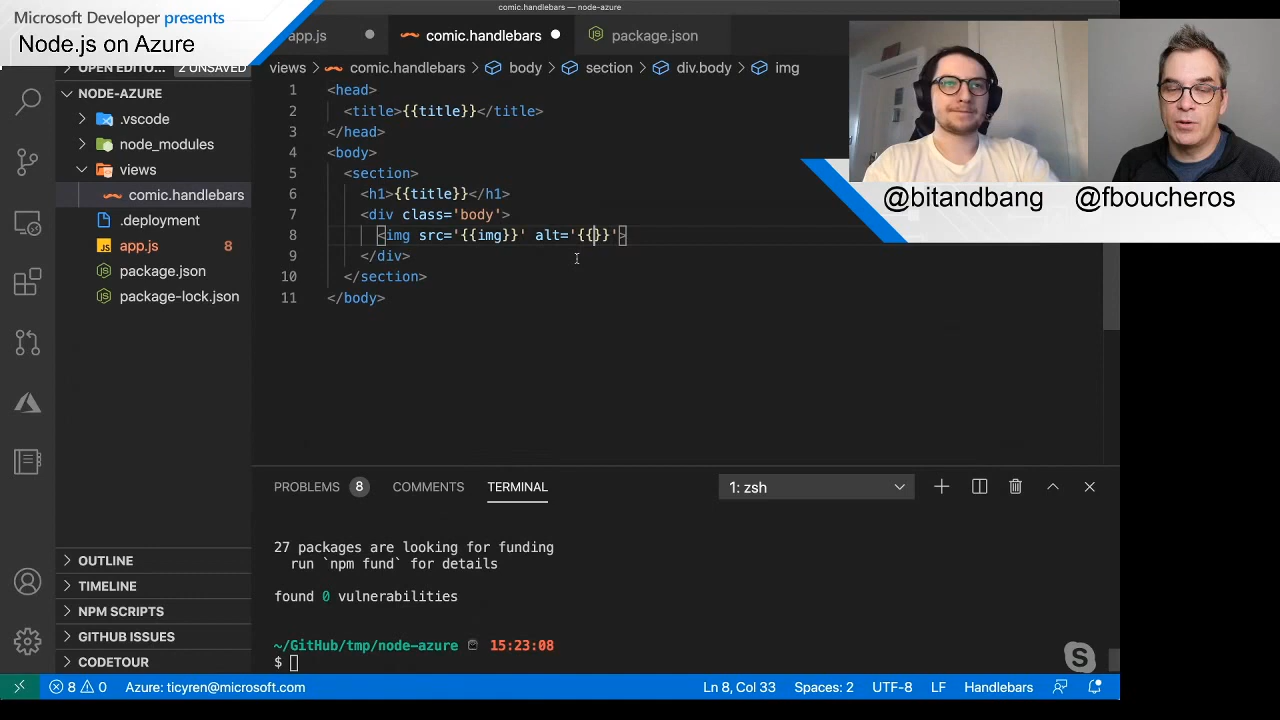 comic.handlebars — node-azure
Microsoft Developer presents
Node.js on Azure
app.js
comic.handlebars
package.json
OPEN EDITO... 2 UNSAVED
views > comic.handlebars > body > section > div.body > img
NODE-AZURE
.vscode
node_modules
views
comic.handlebars
.deployment
app.js 8
package.json
package-lock.json
OUTLINE
TIMELINE
NPM SCRIPTS
GITHUB ISSUES
CODETOUR
1 <head>
2 <title>{{title}}</title>
3 </head>
4 <body>
5 <section>
6 <h1>{{title}}</h1>
7 <div class='body'>
8 <img src='{{img}}' alt='{{}}'>
9 </div>
10 </section>
11 </body>
@bitandbang @fboucheros
PROBLEMS 8 COMMENTS TERMINAL 1: zsh
27 packages are looking for funding
run `npm fund` for details
found 0 vulnerabilities
~/GitHub/tmp/node-azure 15:23:08
$
8 0 Azure: ticyren@microsoft.com Ln 8, Col 33 Spaces: 2 UTF-8 LF Handlebars